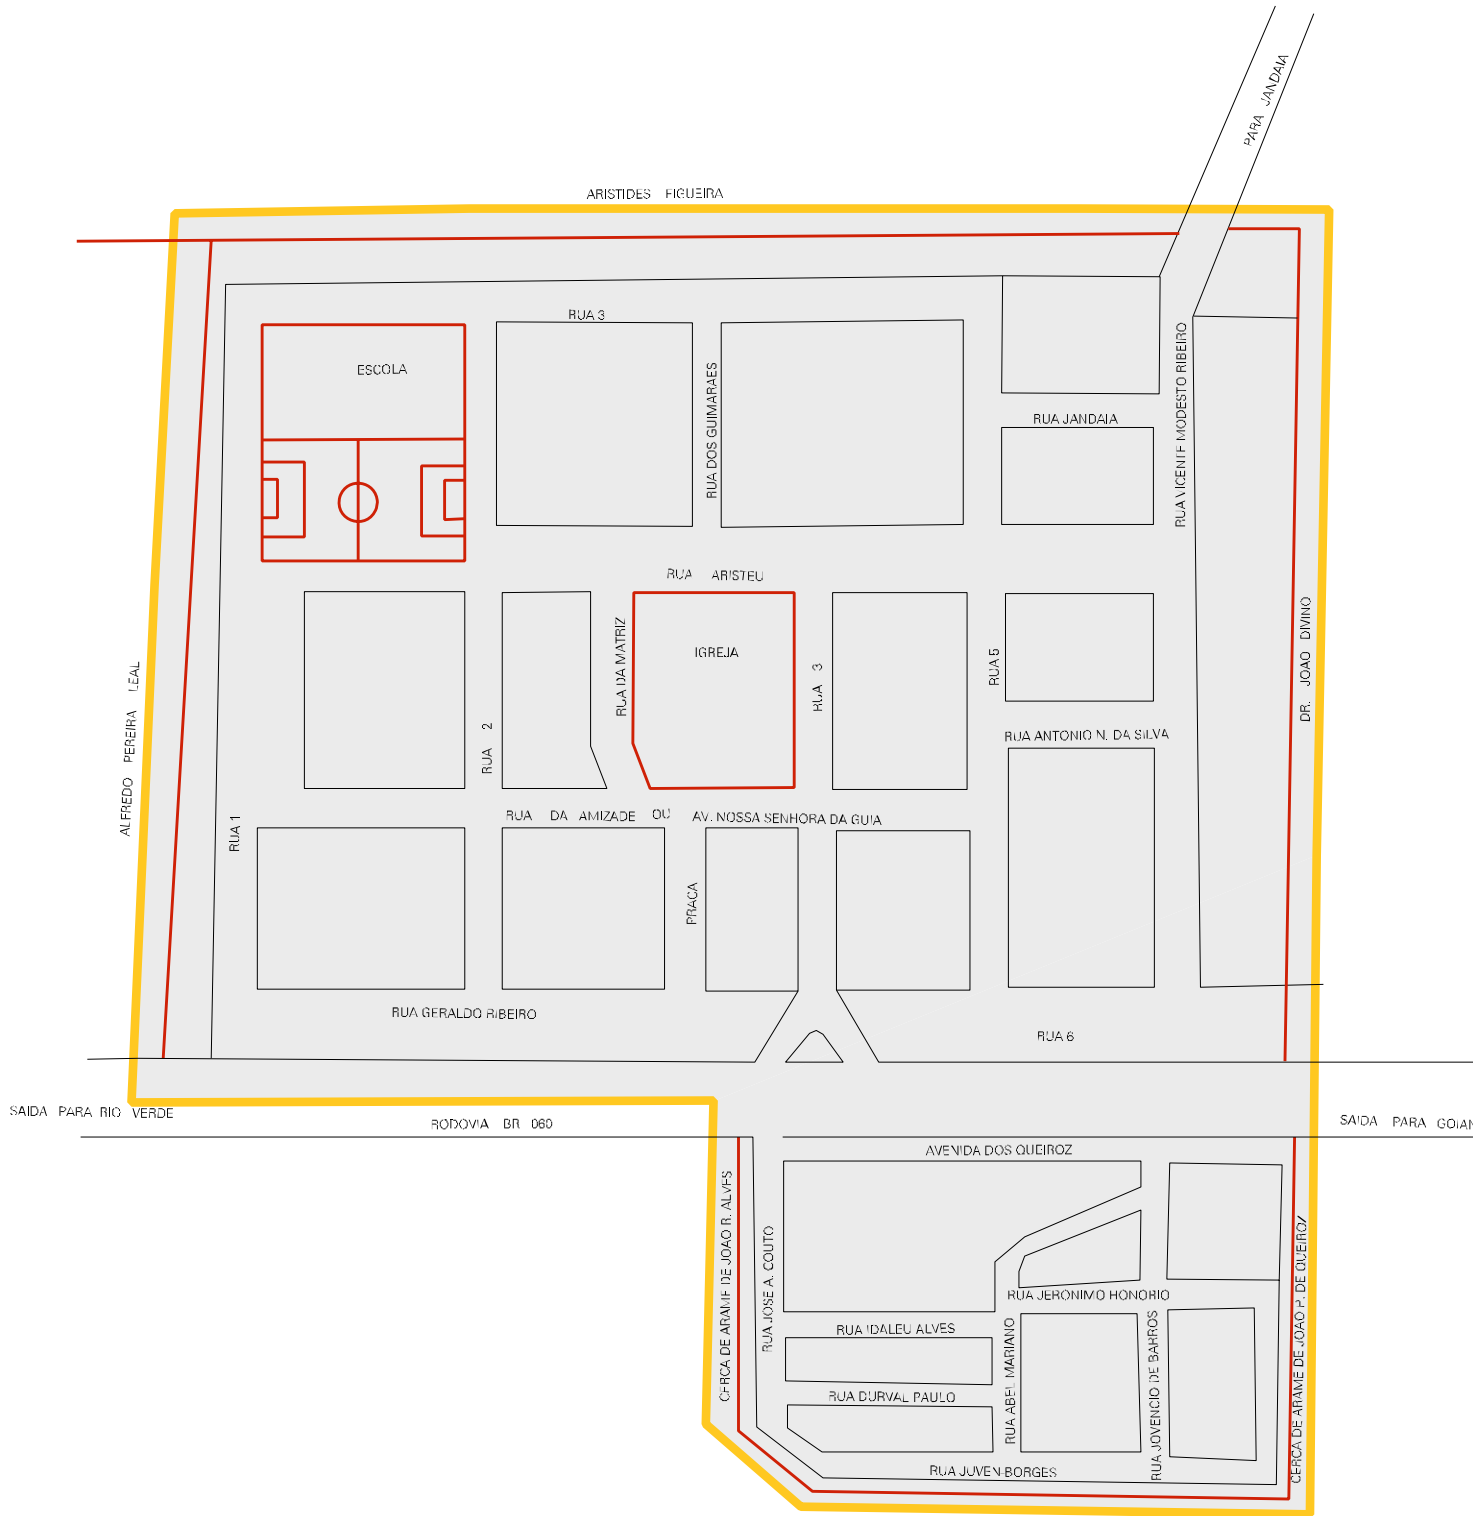 PARA JANDAIA
ARISTIDES FIGUEIRA
RUA 3
ESCOLA
RUA DOS GUIMARAES
RUA JANDAIA
RUA VICENTE MODESTO RIBEIRO
RUA ARISTEU
RUA DA MATRIZ
IGREJA
RUA 3
RUA 5
DR. JOAO DIVINO
ALFREDO PEREIRA LEAL
RUA 2
RUA ANTONIO N. DA SILVA
RUA 1
RUA DA AMIZADE OU AV. NOSSA SENHORA DA GUIA
PRACA
RUA GERALDO RIBEIRO
RUA 6
SAIDA PARA RIO VERDE
RODOVIA BR 060
SAIDA PARA GOIAN
AVENIDA DOS QUEIROZ
CERCA DE ARAME DE JOAO R. ALVES
RUA JOSE A. COUTO
CERCA DE ARAME DE JOAO P. DE QUEIROZ
RUA JERONIMO HONORIO
RUA IDALEU ALVES
RUA ABEL MARIANO
RUA JOVENCIO DE BARROS
RUA DURVAL PAULO
RUA JUVEN BORGES